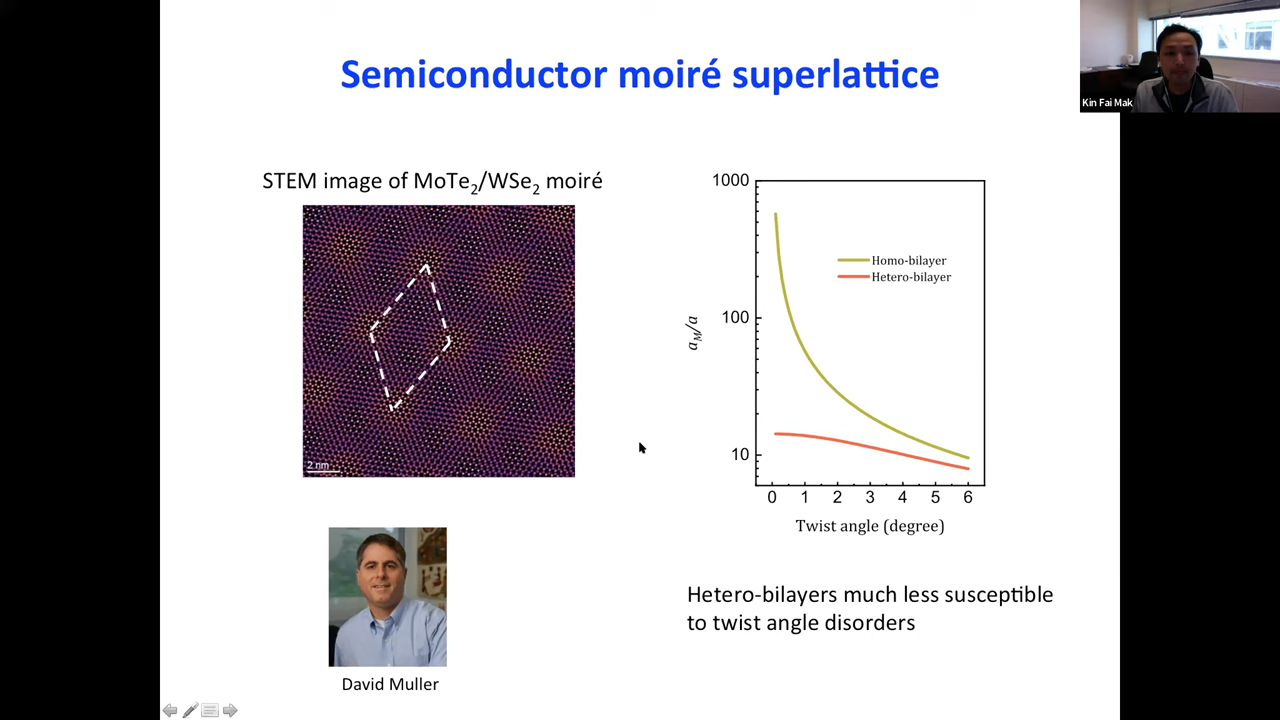 Semiconductor moiré superlattice
Kin Fai Mak
STEM image of MoTe₂/WSe₂ moiré
2 nm
David Muller
1000
100
10
a_M/a
Homo-bilayer
Hetero-bilayer
0 1 2 3 4 5 6
Twist angle (degree)
Hetero-bilayers much less susceptible
to twist angle disorders